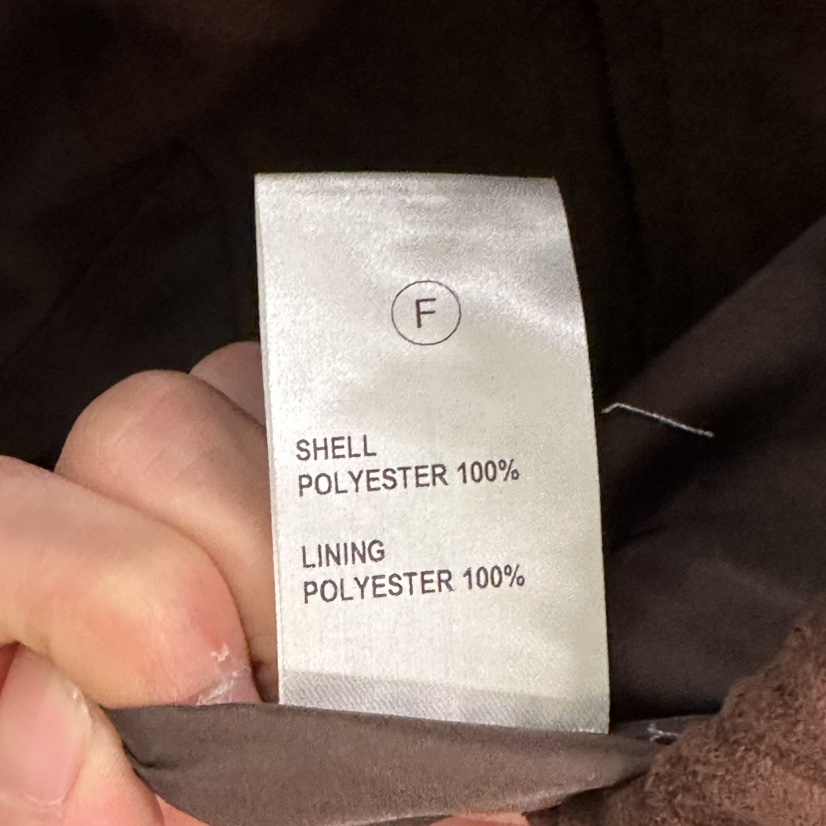 F
SHELL
POLYESTER 100%
LINING
POLYESTER 100%